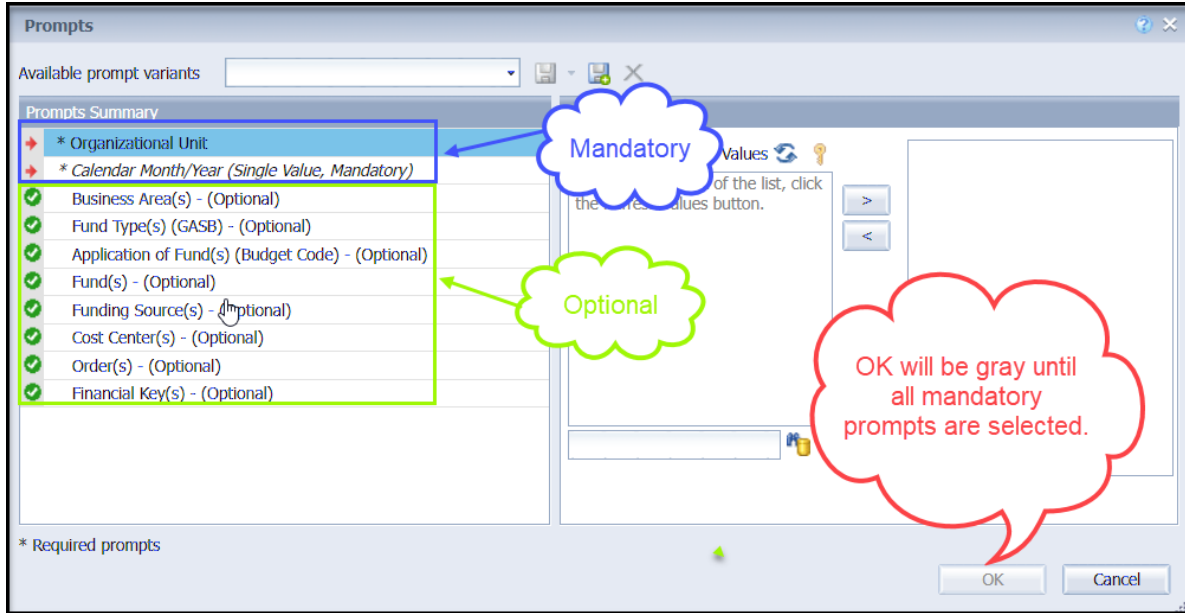 Prompts
Available prompt variants
Prompts Summary
* Organizational Unit
* Calendar Month/Year (Single Value, Mandatory)
Business Area(s) - (Optional)
Fund Type(s) (GASB) - (Optional)
Application of Fund(s) (Budget Code) - (Optional)
Fund(s) - (Optional)
Funding Source(s) - (Optional)
Cost Center(s) - (Optional)
Order(s) - (Optional)
Financial Key(s) - (Optional)
Mandatory
Optional
Values
of the list, click
the values button.
>
<
OK will be gray until
all mandatory
prompts are selected.
* Required prompts
OK
Cancel